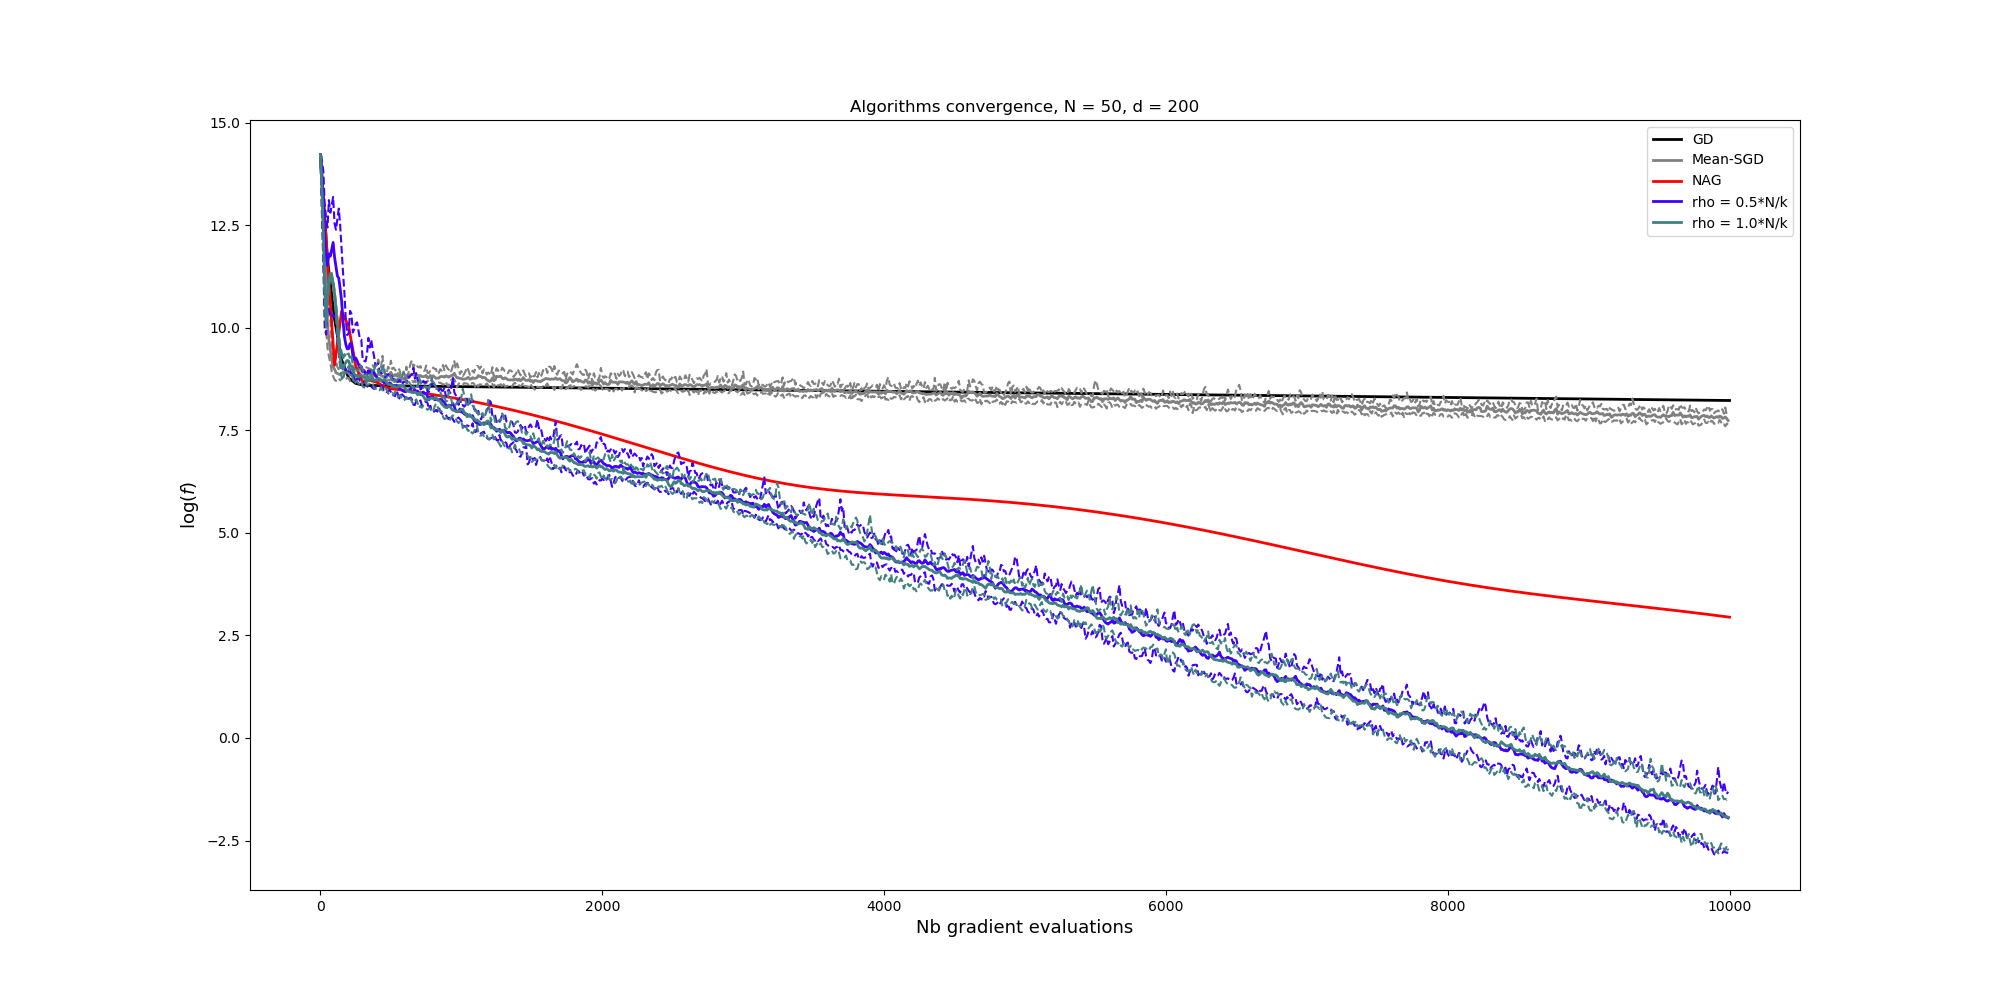 Algorithms convergence, N = 50, d = 200
15.0
12.5
10.0
7.5
5.0
2.5
0.0
−2.5
log(f)
GD
Mean-SGD
NAG
rho = 0.5*N/k
rho = 1.0*N/k
0
2000
4000
6000
8000
10000
Nb gradient evaluations